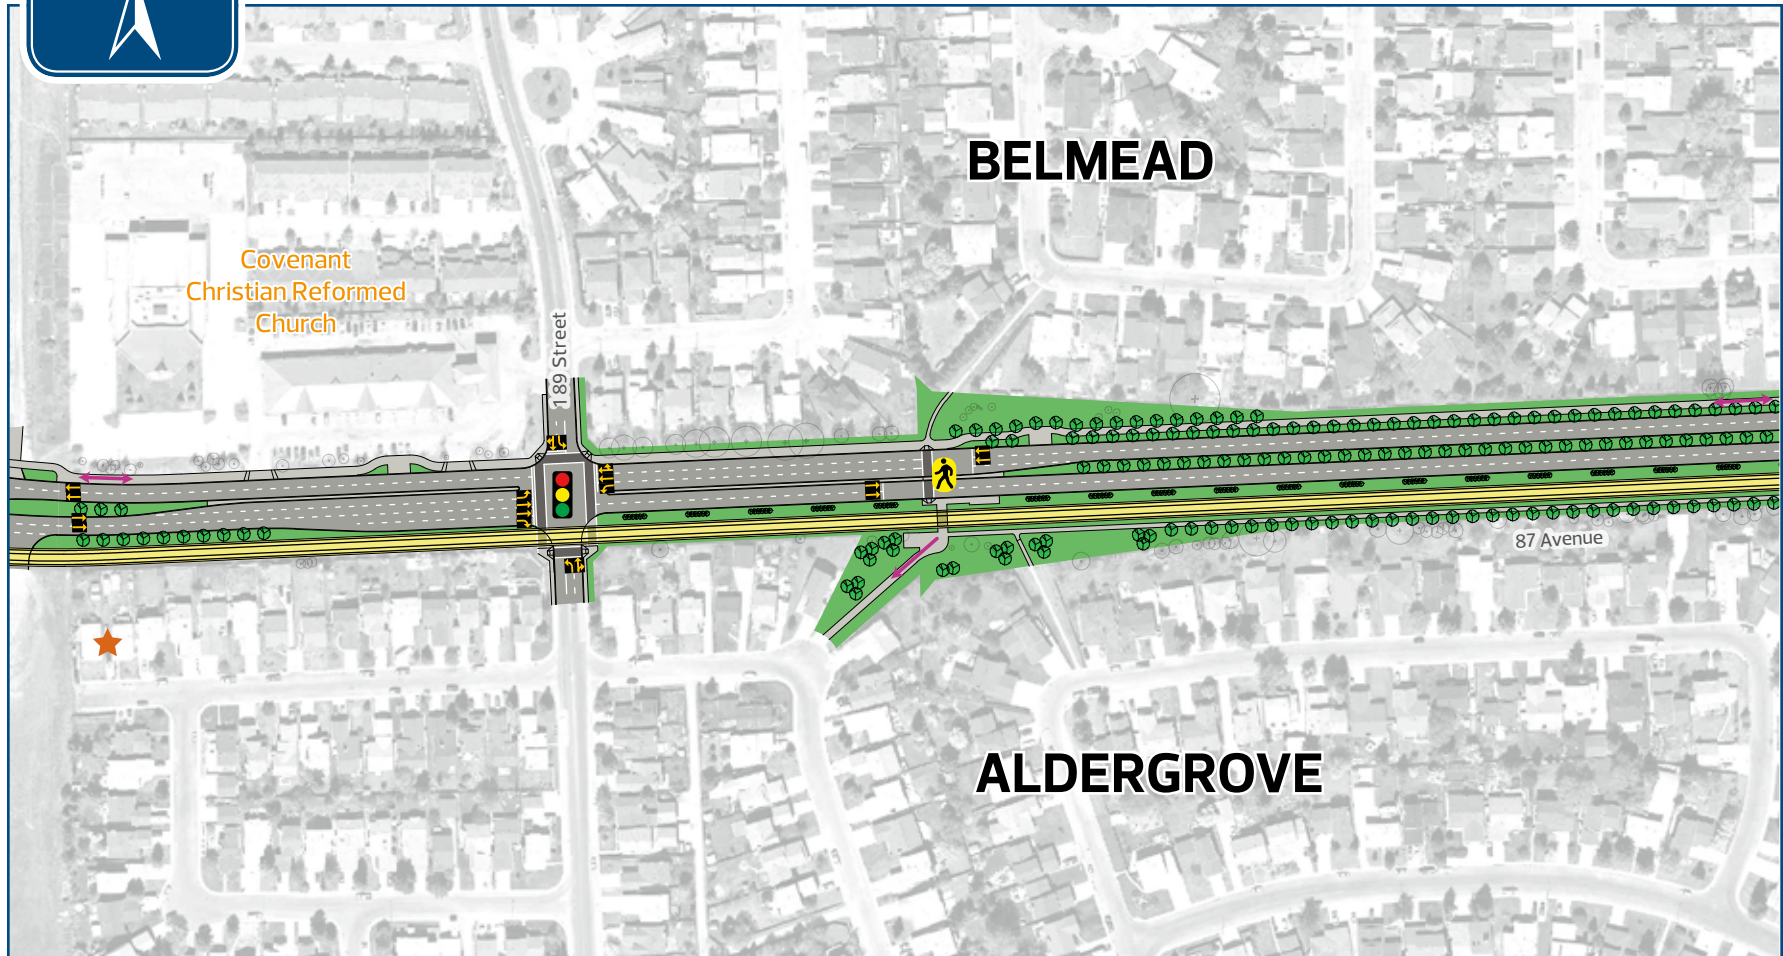 BELMEAD
Covenant
Christian Reformed
Church
189 Street
87 Avenue
ALDERGROVE